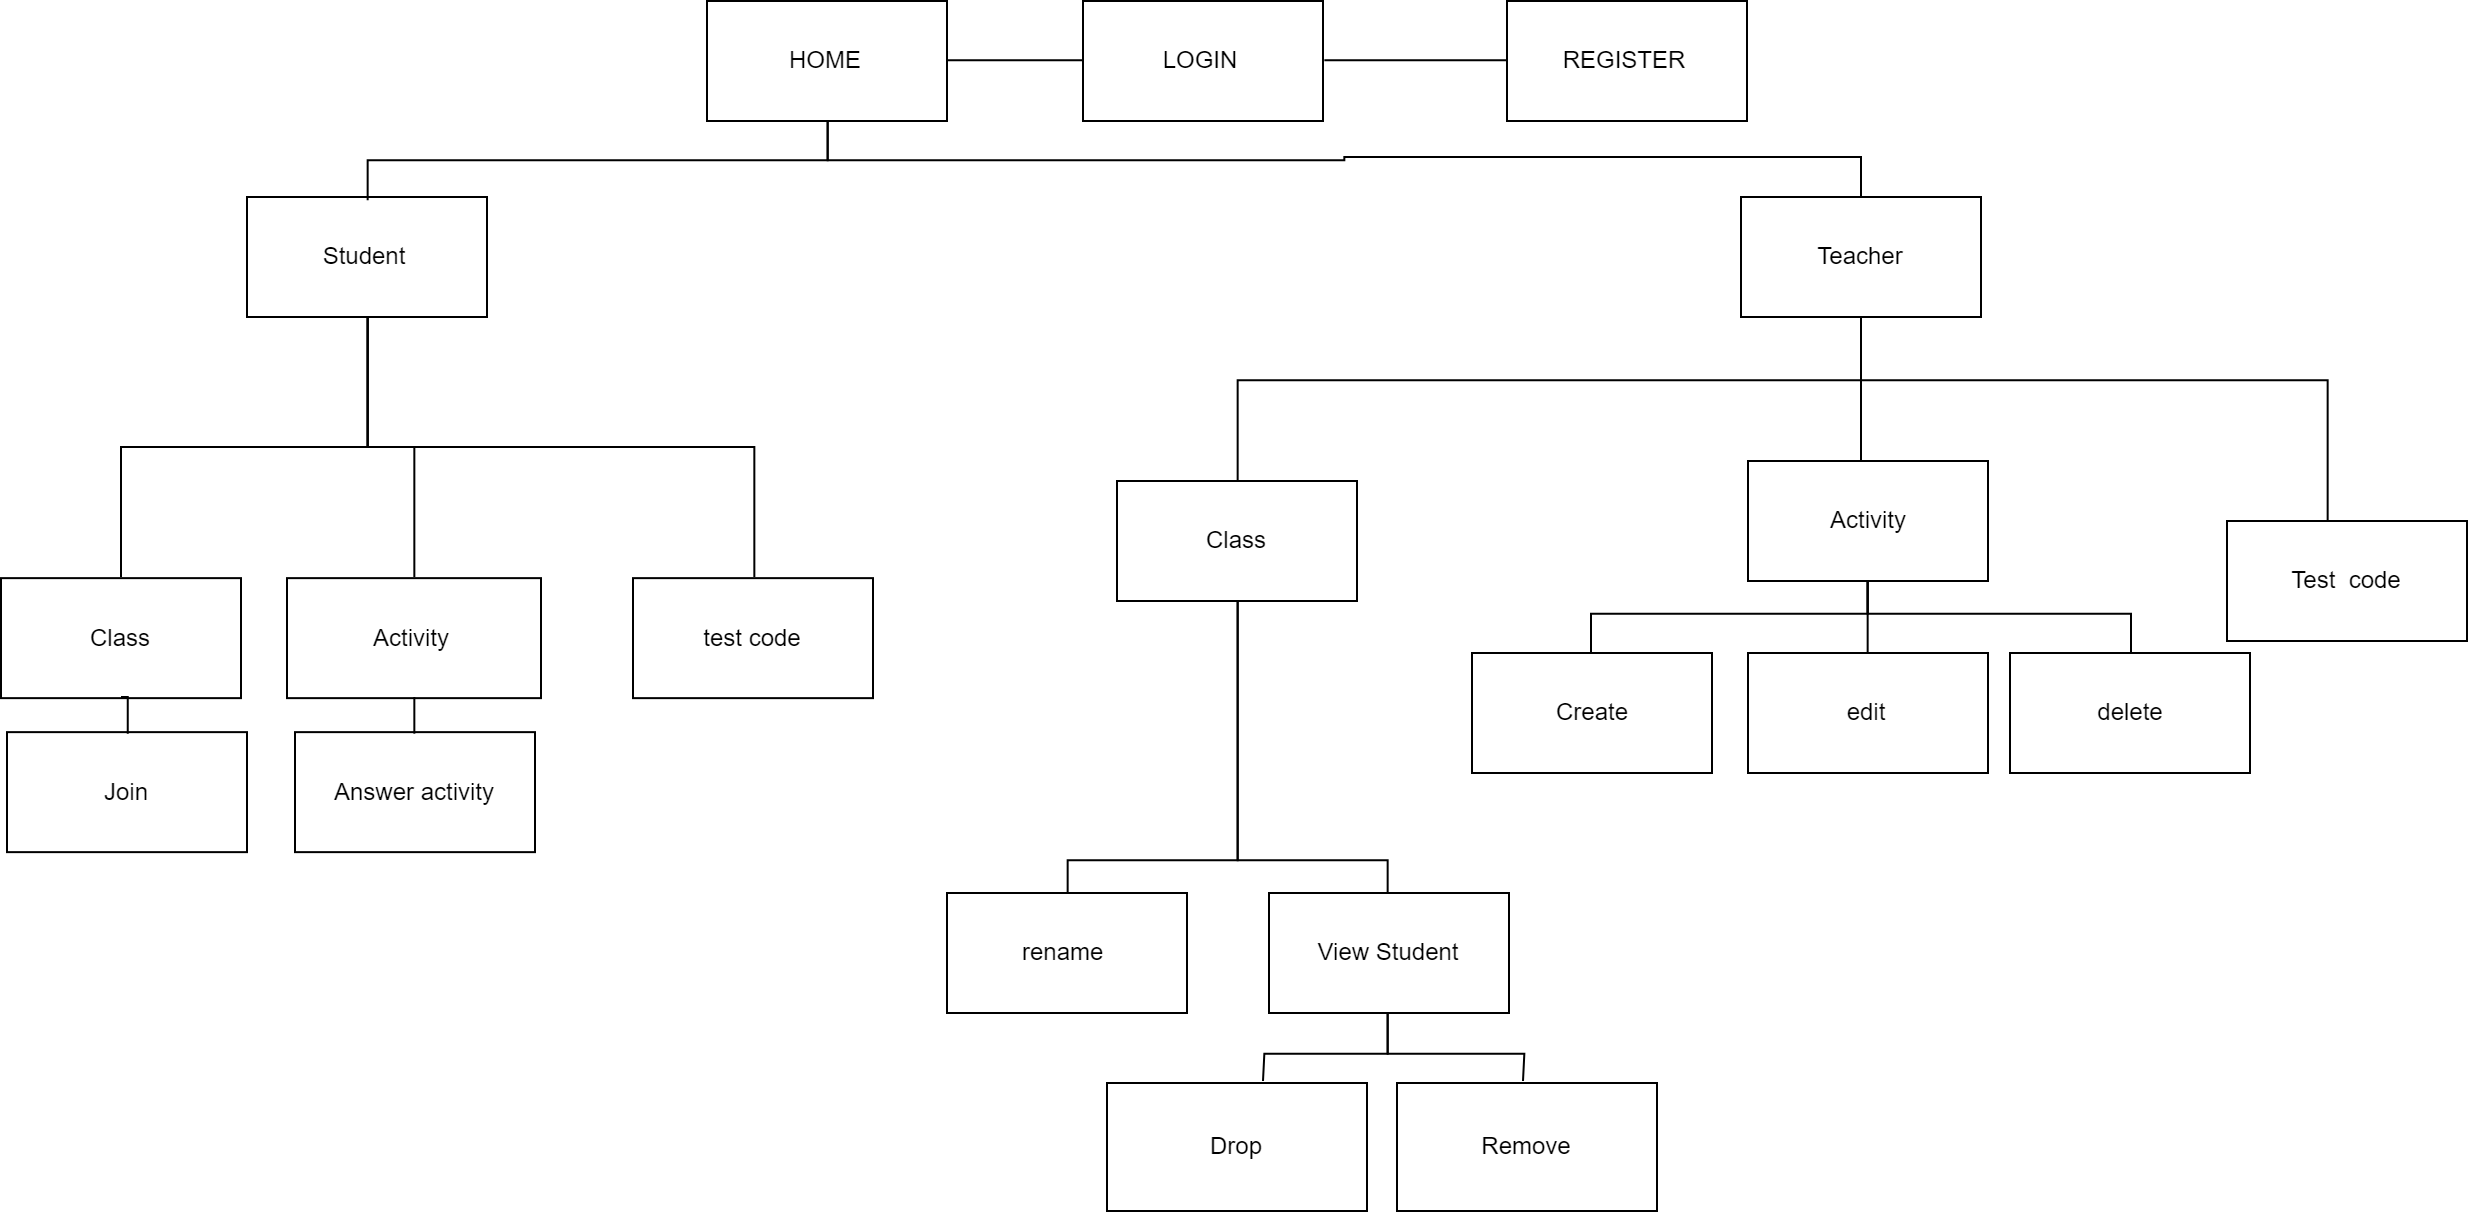 HOME
LOGIN
REGISTER
Student
Teacher
Class
Activity
test code
Class
Activity
Test  code
Join
Answer activity
Create
edit
delete
rename
View Student
Drop
Remove